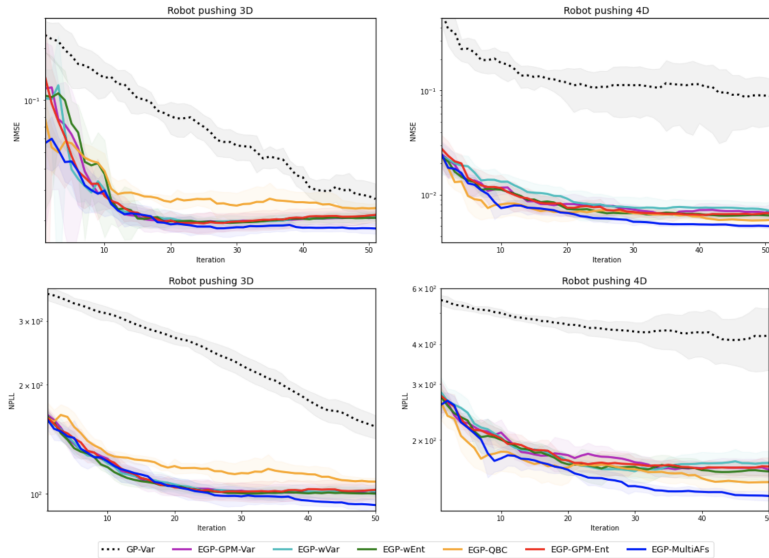 Robot pushing 3D
Robot pushing 4D
NMSE
10⁻¹
10 20 30 40 50
Iteration
NMSE
10⁻¹
10⁻²
10 20 30 40 50
Iteration
Robot pushing 3D
Robot pushing 4D
NPLL
3 × 10²
2 × 10²
10²
10 20 30 40 50
Iteration
NPLL
6 × 10²
4 × 10²
3 × 10²
2 × 10²
10 20 30 40 50
Iteration
GP-Var EGP-GPM-Var EGP-wVar EGP-wEnt EGP-QBC EGP-GPM-Ent EGP-MultiAFs